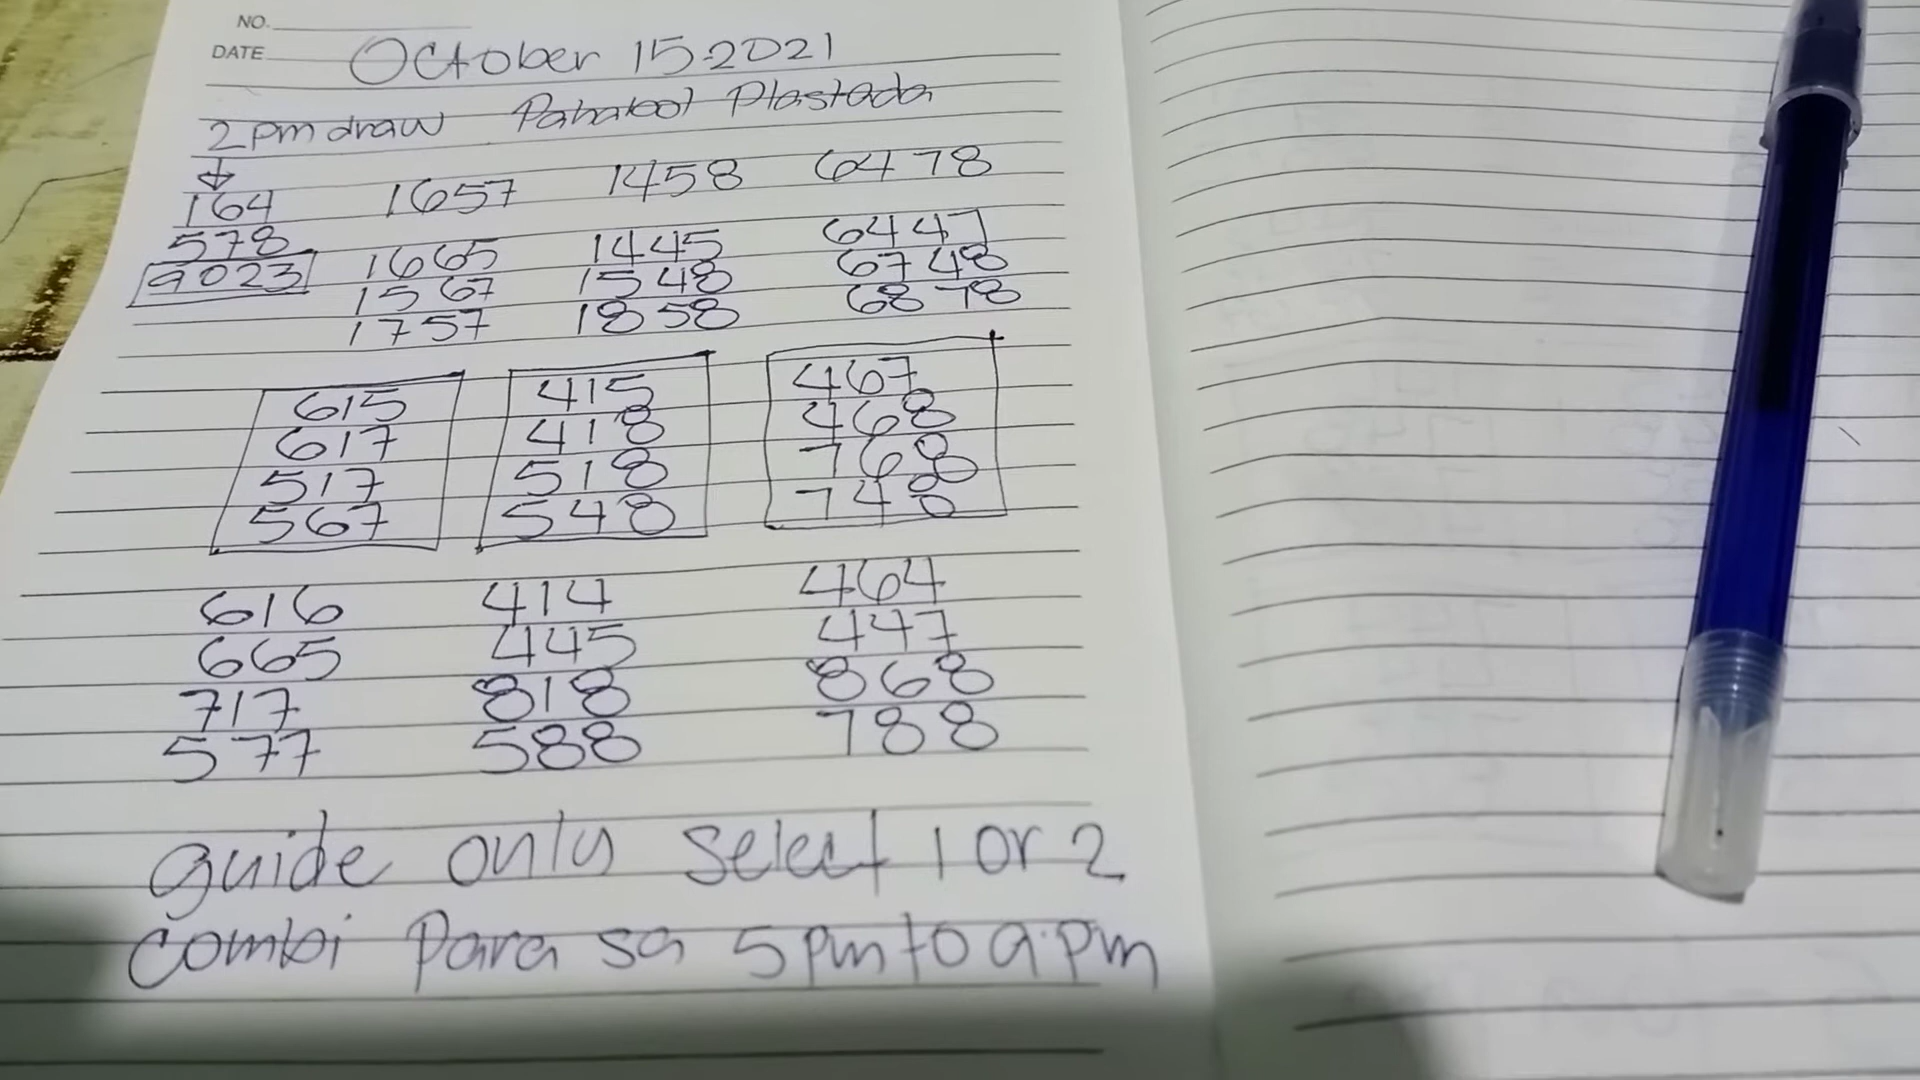 NO.
DATE October 15-2021
2pm draw Pahabol Plastada
164 1657 1458 6478
578
9023 1665 1445 6447
1567 1548 6748
1757 1858 6878
615 415 467
617 418 468
517 518 768
567 548 748
616 414 464
665 445 447
717 818 868
577 588 788
guide only select 1 or 2
combi Para sa 5pm to 9.pm